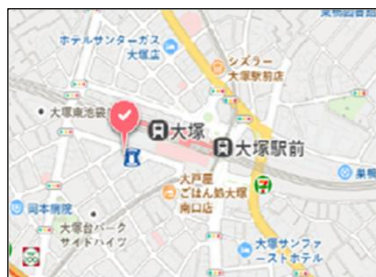 ホテルサンターガス
大塚店
シズラー
大塚駅前店
大塚東池袋
大塚
大塚駅前
大戸屋
ごはん処大塚
南口店
巣鴨
岡本病院
大塚台パーク
サイドハイツ
大塚サンファ
ーストホテル